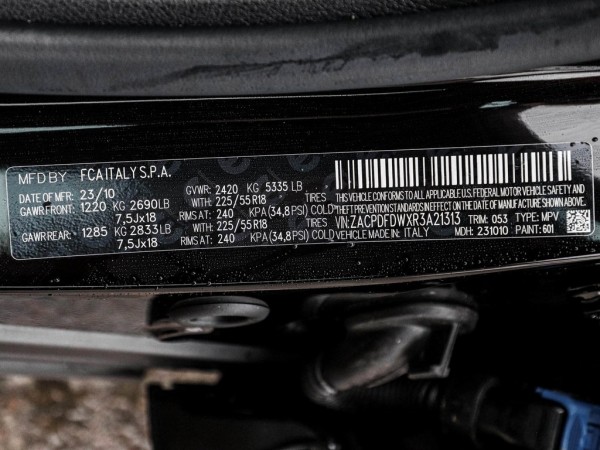 MFD BY FCA ITALY S.P.A.
DATE OF MFR 23/10 GVWR: 2420 KG 5335 LB
GAWR FRONT: 1220 KG 2690LB WITH: 225/55R18 TIRES
7,5Jx18 RIMS AT: 240 KPA (34,8PSI) COLD
GAWR REAR: 1285 KG 2833LB WITH: 225/55R18 TIRES
7,5Jx18 RIMS AT: 240 KPA (34,8PSI) COLD
THIS VEHICLE CONFORMS TO ALL APPLICABLE U.S. FEDERAL MOTOR VEHICLE SAFETY AND
THEFT PREVENTION STANDARDS IN EFFECT ON THE DATE OF MANUFACTURE SHOWN ABOVE.
VIN: ZACPDFDWXR3A21313 TRIM: 053 TYPE: MPV
VEHICLE MADE IN: ITALY MDH: 231010 PAINT: 601